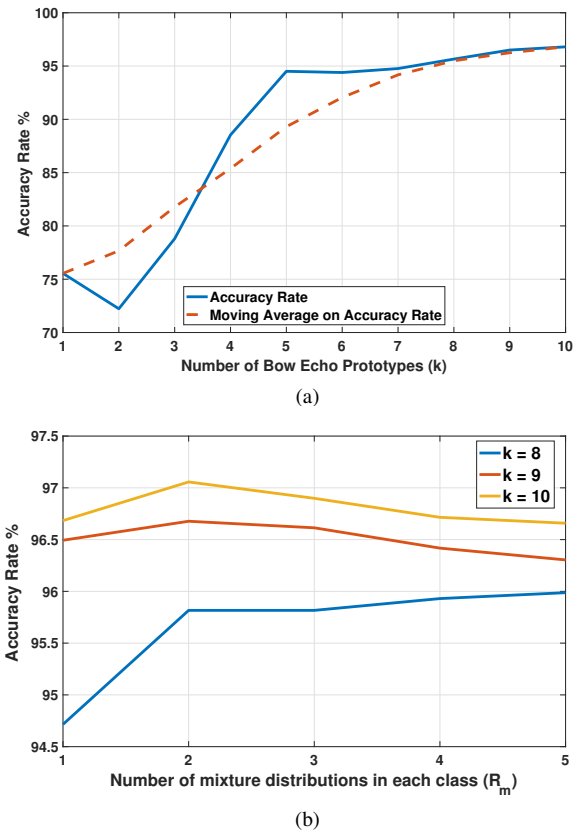 100
95
90
85
80
75
70
Accuracy Rate %
Accuracy Rate
Moving Average on Accuracy Rate
1 2 3 4 5 6 7 8 9 10
Number of Bow Echo Prototypes (k)
(a)
97.5
97
96.5
96
95.5
95
94.5
Accuracy Rate %
k = 8
k = 9
k = 10
1 2 3 4 5
Number of mixture distributions in each class (R_m)
(b)